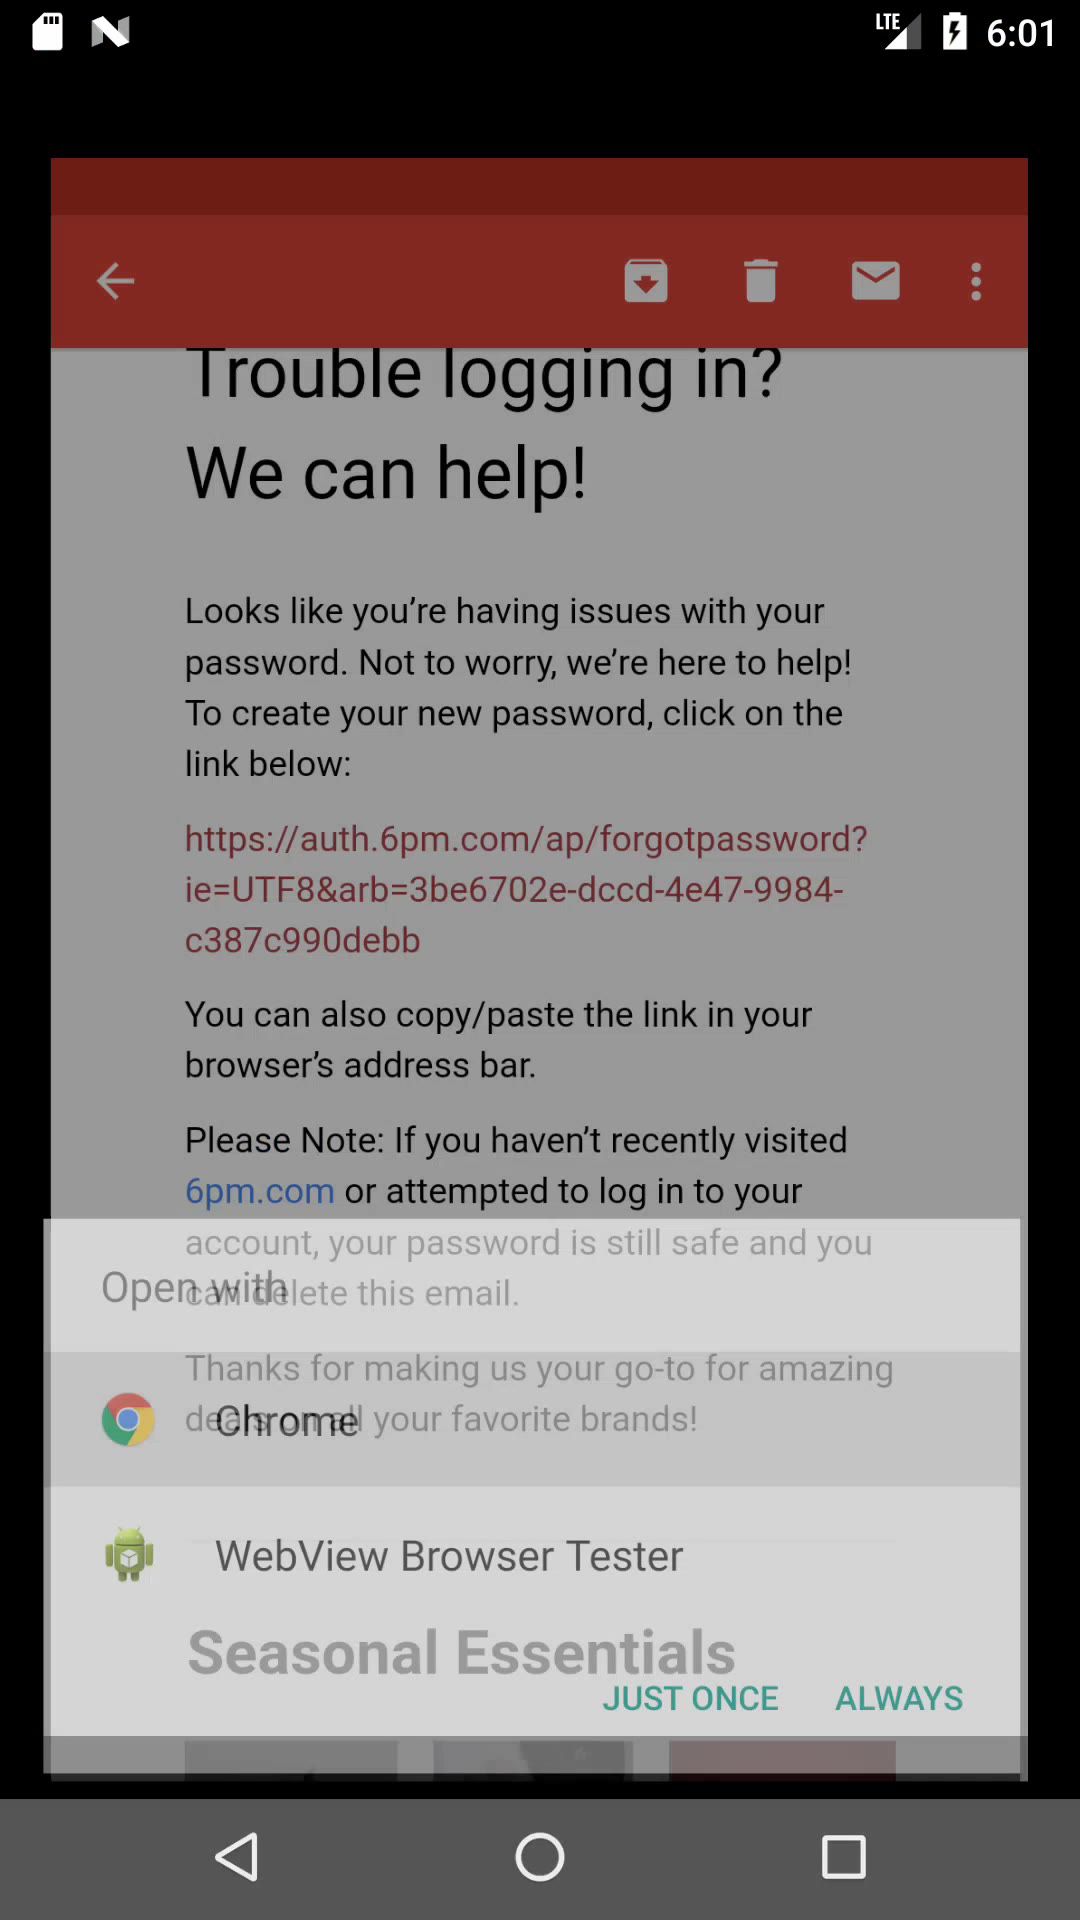 LTE 6:01
Trouble logging in?
We can help!
Looks like you’re having issues with your
password. Not to worry, we’re here to help!
To create your new password, click on the
link below:
https://auth.6pm.com/ap/forgotpassword?
ie=UTF8&arb=3be6702e-dccd-4e47-9984-
c387c990debb
You can also copy/paste the link in your
browser’s address bar.
Please Note: If you haven’t recently visited
6pm.com or attempted to log in to your
account, your password is still safe and you
can delete this email.
Open with
Thanks for making us your go-to for amazing
deals on all your favorite brands!
Chrome
WebView Browser Tester
Seasonal Essentials
JUST ONCE ALWAYS